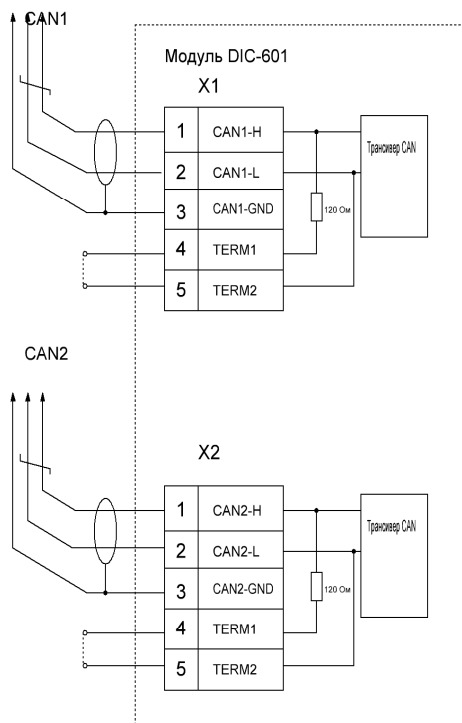 CAN1
Модуль DIC-601
X1
1 CAN1-H
2 CAN1-L
3 CAN1-GND
4 TERM1
5 TERM2
120 Ом
Трансивер CAN
CAN2
X2
1 CAN2-H
2 CAN2-L
3 CAN2-GND
4 TERM1
5 TERM2
120 Ом
Трансивер CAN